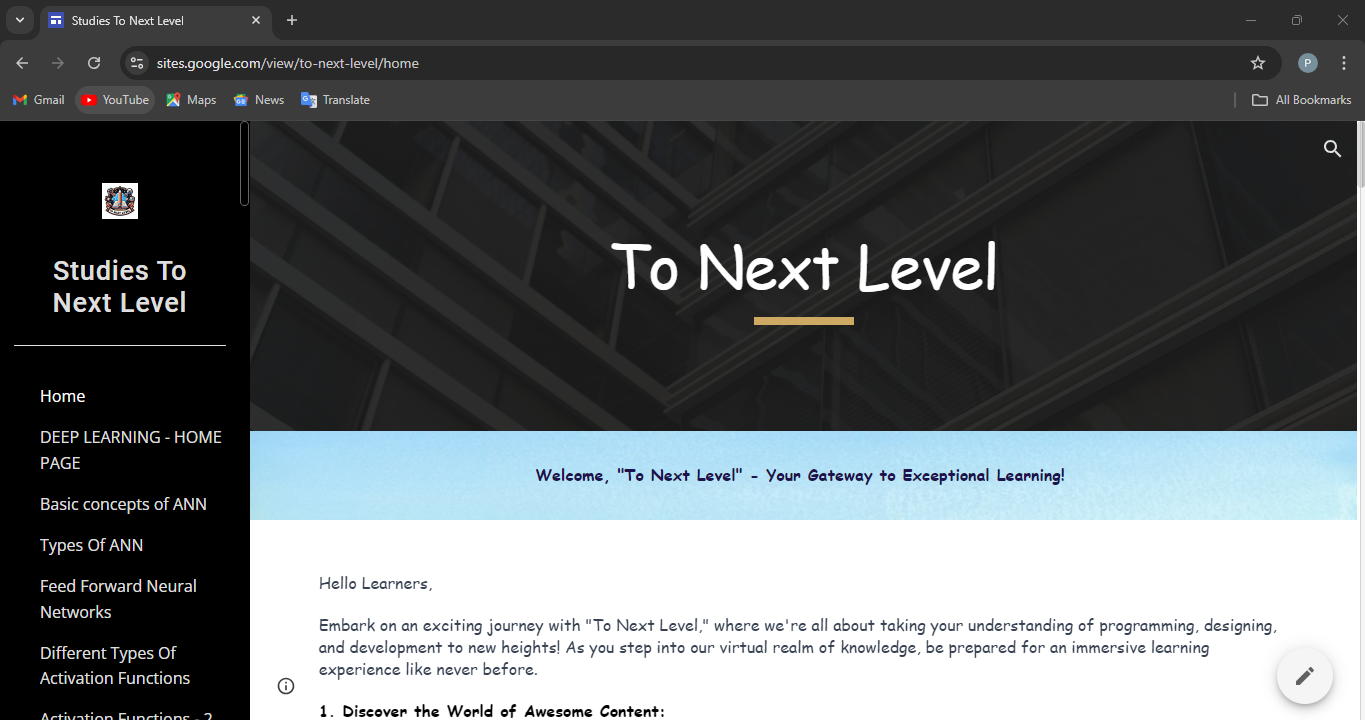 Studies To Next Level
sites.google.com/view/to-next-level/home
P
Gmail
YouTube
Maps
News
Translate
All Bookmarks
Studies To
Next Level
Home
DEEP LEARNING - HOME
PAGE
Basic concepts of ANN
Types Of ANN
Feed Forward Neural
Networks
Different Types Of
Activation Functions
Activation Functions - 2
To Next Level
Welcome, "To Next Level" - Your Gateway to Exceptional Learning!
Hello Learners,
Embark on an exciting journey with "To Next Level," where we're all about taking your understanding of programming, designing,
and development to new heights! As you step into our virtual realm of knowledge, be prepared for an immersive learning
experience like never before.
1. Discover the World of Awesome Content: